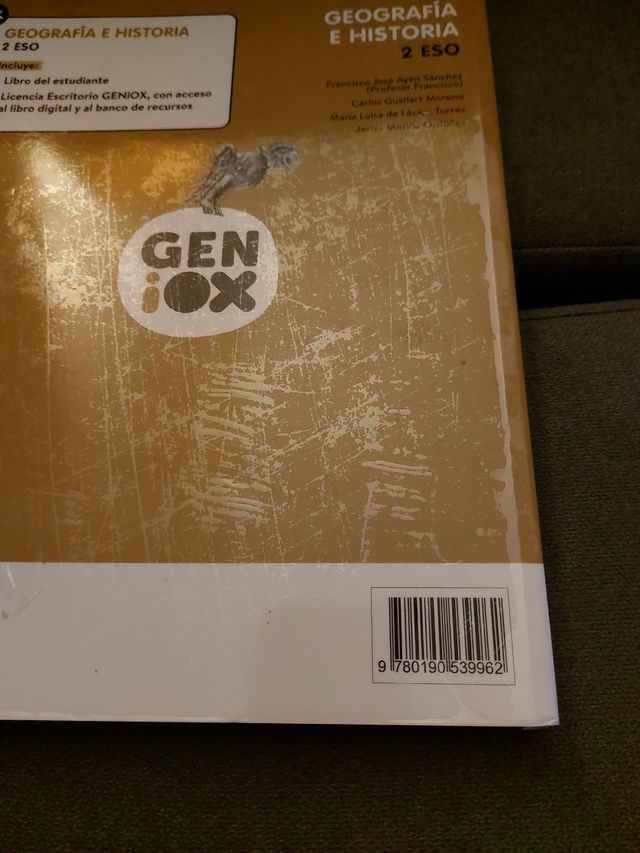 GEOGRAFÍA E HISTORIA
2 ESO
Incluye:
Libro del estudiante
Licencia Escritorio GENiOX, con acceso
al libro digital y al banco de recursos
GEOGRAFÍA
E HISTORIA
2 ESO
Francisco José Ayén Sánchez
(Profesor Francisco)
Carlos Guallart Moreno
María Luisa de Lázaro Torres
Javier
GEN
iOX
9 780190 539962